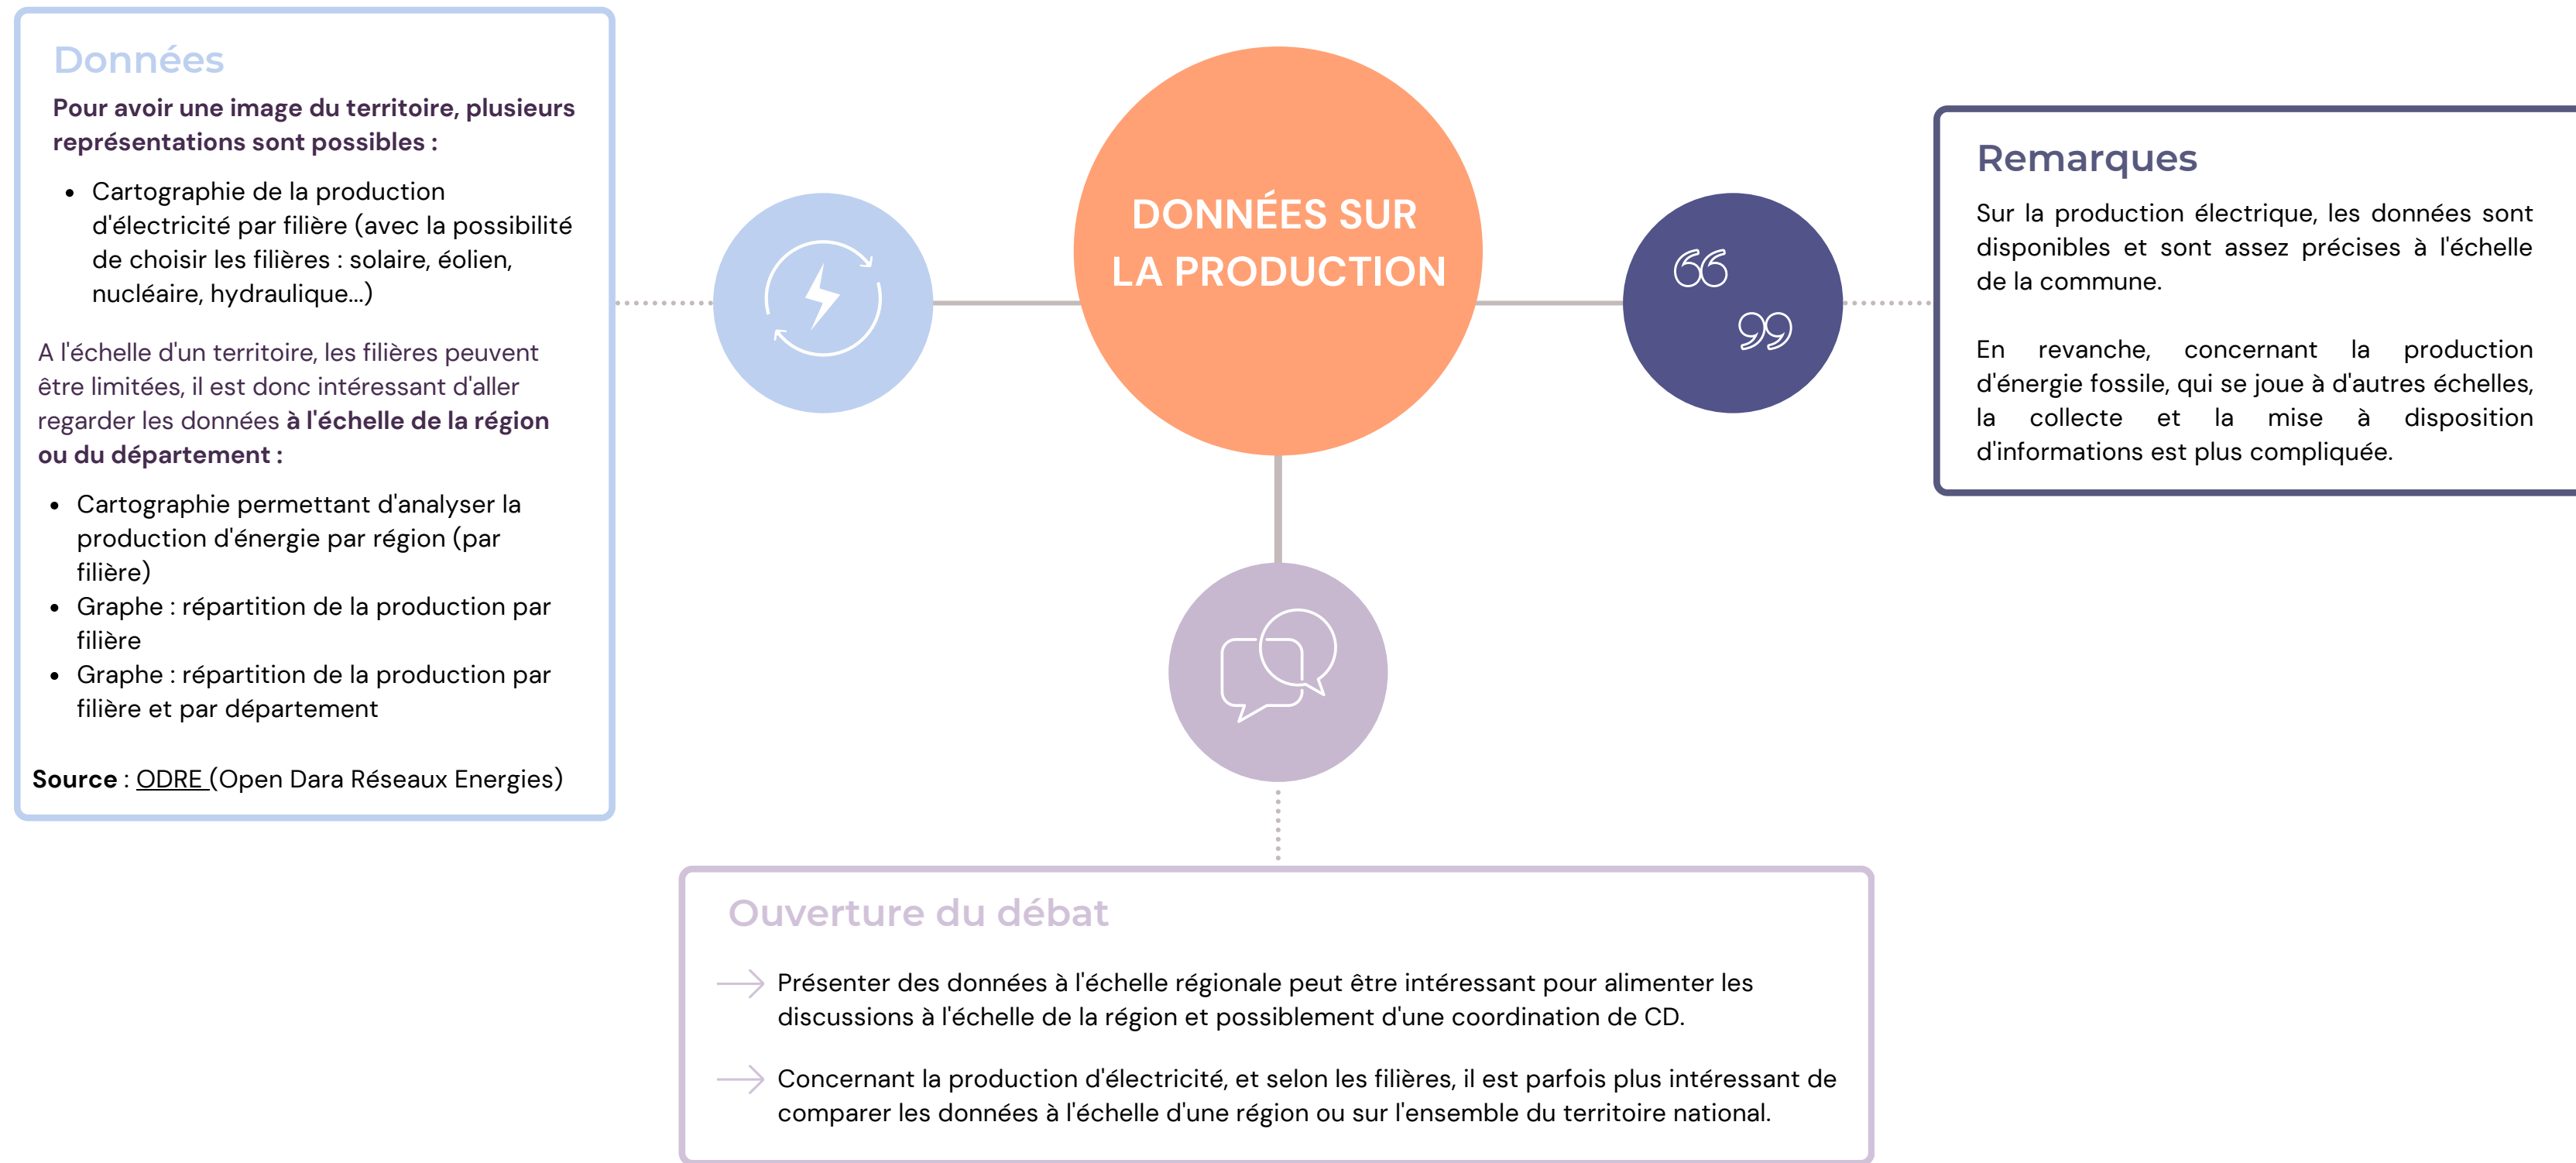 Données
Pour avoir une image du territoire, plusieurs
représentations sont possibles :
• Cartographie de la production
d'électricité par filière (avec la possibilité
de choisir les filières : solaire, éolien,
nucléaire, hydraulique...)
A l'échelle d'un territoire, les filières peuvent
être limitées, il est donc intéressant d'aller
regarder les données à l'échelle de la région
ou du département :
• Cartographie permettant d'analyser la
production d'énergie par région (par
filière)
• Graphe : répartition de la production par
filière
• Graphe : répartition de la production par
filière et par département
Source : ODRE (Open Dara Réseaux Energies)
DONNÉES SUR
LA PRODUCTION
Remarques
Sur la production électrique, les données sont
disponibles et sont assez précises à l'échelle
de la commune.
En revanche, concernant la production
d'énergie fossile, qui se joue à d'autres échelles,
la collecte et la mise à disposition
d'informations est plus compliquée.
Ouverture du débat
Présenter des données à l'échelle régionale peut être intéressant pour alimenter les
discussions à l'échelle de la région et possiblement d'une coordination de CD.
Concernant la production d'électricité, et selon les filières, il est parfois plus intéressant de
comparer les données à l'échelle d'une région ou sur l'ensemble du territoire national.